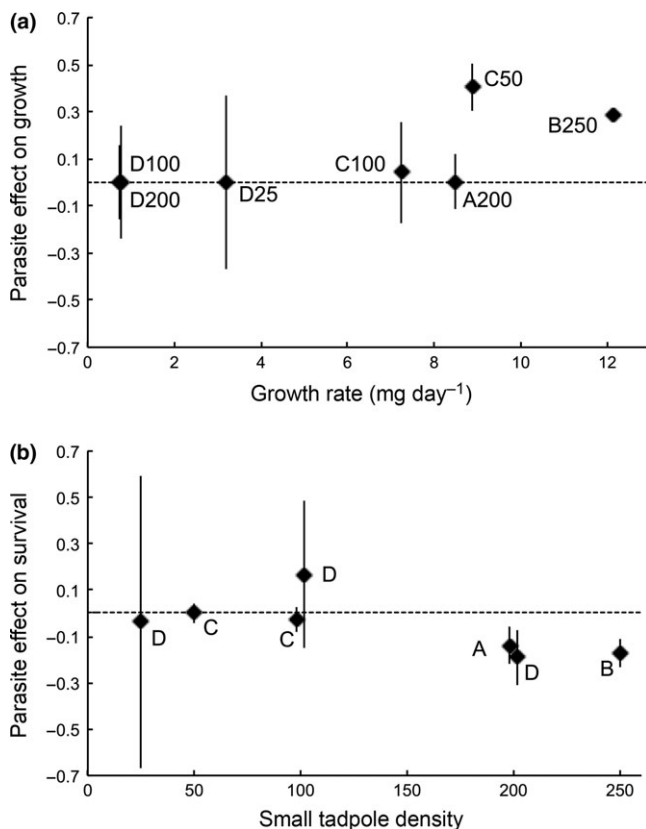 (a)
Parasite effect on growth
0.7
0.5
0.3
0.1
–0.1
–0.3
–0.5
–0.7
C50
B250
D100
C100
D200
D25
A200
0 2 4 6 8 10 12
Growth rate (mg day–1)
(b)
Parasite effect on survival
0.7
0.5
0.3
0.1
–0.1
–0.3
–0.5
–0.7
D
D
C
C
A
D
B
0 50 100 150 200 250
Small tadpole density